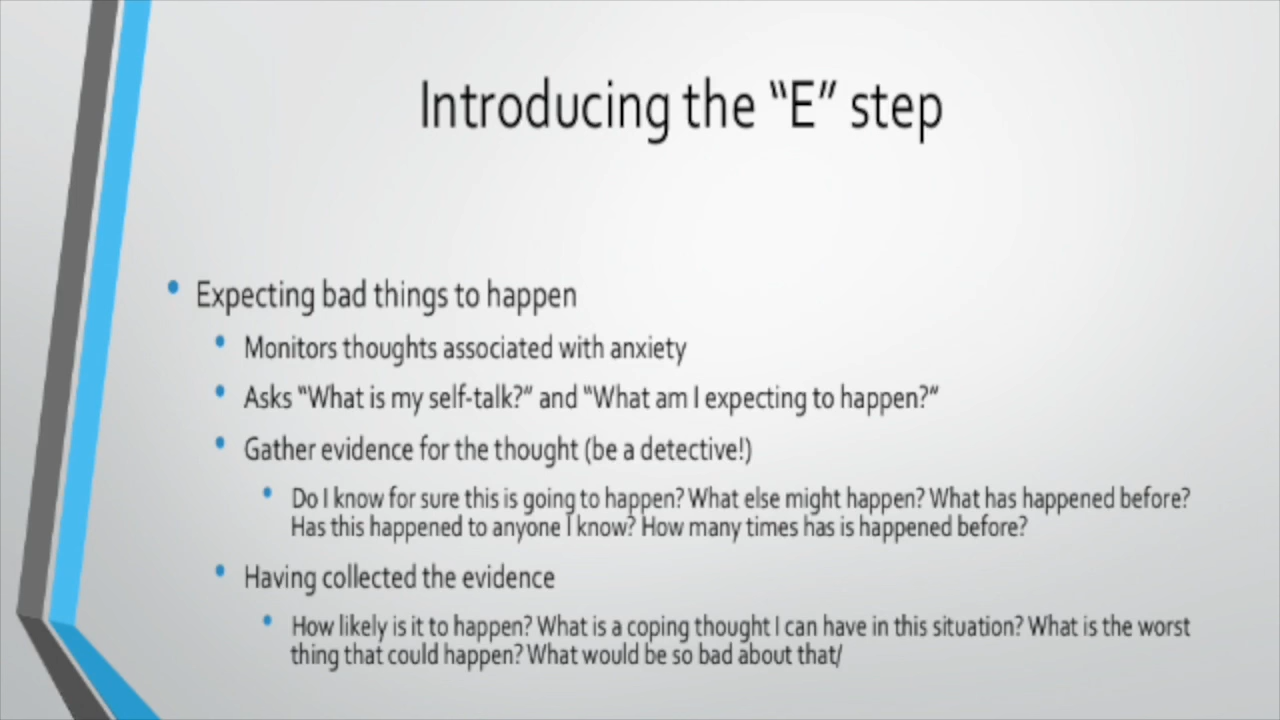 Introducing the “E” step
Expecting bad things to happen
Monitors thoughts associated with anxiety
Asks “What is my self-talk?” and “What am I expecting to happen?”
Gather evidence for the thought (be a detective!)
Do I know for sure this is going to happen? What else might happen? What has happened before?
Has this happened to anyone I know? How many times has is happened before?
Having collected the evidence
How likely is it to happen? What is a coping thought I can have in this situation? What is the worst
thing that could happen? What would be so bad about that/